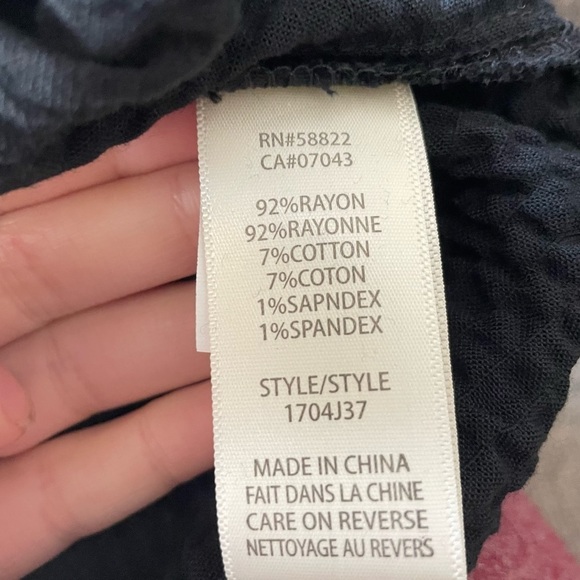 RN#58822
CA#07043
92%RAYON
92%RAYONNE
7%COTTON
7%COTON
1%SAPNDEX
1%SPANDEX
STYLE/STYLE
1704J37
MADE IN CHINA
FAIT DANS LA CHINE
CARE ON REVERSE
NETTOYAGE AU REVERS